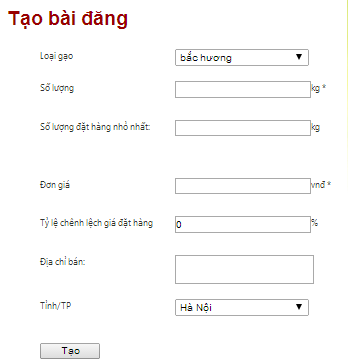 Tạo bài đăng
Loại gạo bắc hương
Số lượng kg *
Số lượng đặt hàng nhỏ nhất: kg
Đơn giá vnđ *
Tỷ lệ chênh lệch giá đặt hàng 0 %
Địa chỉ bán:
Tỉnh/TP Hà Nội
Tạo